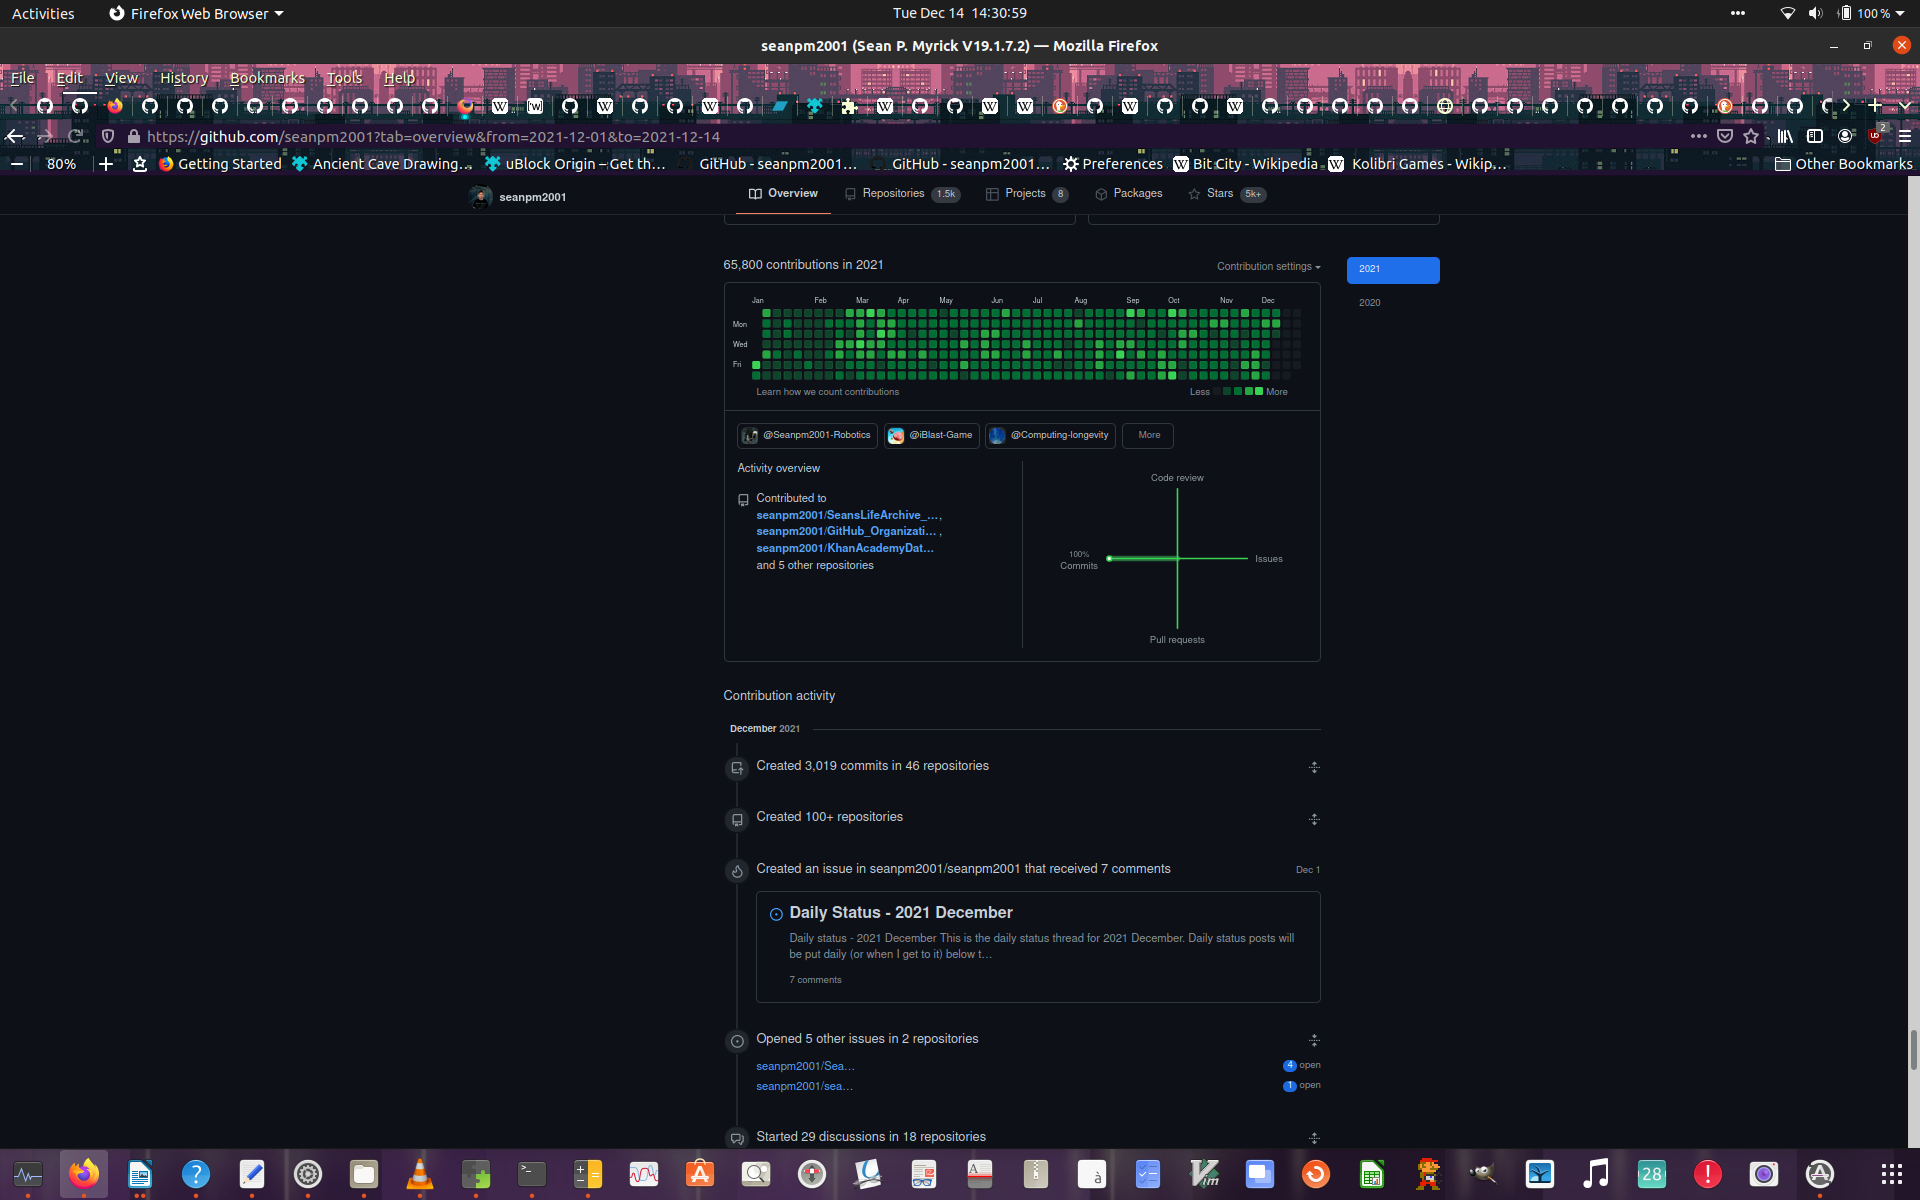 Activities
Firefox Web Browser
Tue Dec 14 14:30:59
100 %
seanpm2001 (Sean P. Myrick V19.1.7.2) — Mozilla Firefox
File Edit View History Bookmarks Tools Help
https://github.com/seanpm2001?tab=overview&from=2021-12-01&to=2021-12-14
2
80%
Getting Started
Ancient Cave Drawing…
uBlock Origin – Get th…
GitHub - seanpm2001…
GitHub - seanpm2001…
Preferences
Bit City - Wikipedia
Kolibri Games - Wikip…
Other Bookmarks
seanpm2001
Overview
Repositories 1.5k
Projects 8
Packages
Stars 5k+
65,800 contributions in 2021
Contribution settings
2021
2020
Jan Feb Mar Apr May Jun Jul Aug Sep Oct Nov Dec
Mon
Wed
Fri
Learn how we count contributions
Less More
@Seanpm2001-Robotics
@iBlast-Game
@Computing-longevity
More
Activity overview
Contributed to
seanpm2001/SeansLifeArchive_…,
seanpm2001/GitHub_Organizati…,
seanpm2001/KhanAcademyDat…
and 5 other repositories
Code review
100%
Commits
Issues
Pull requests
Contribution activity
December 2021
Created 3,019 commits in 46 repositories
Created 100+ repositories
Created an issue in seanpm2001/seanpm2001 that received 7 comments
Dec 1
Daily Status - 2021 December
Daily status - 2021 December This is the daily status thread for 2021 December. Daily status posts will
be put daily (or when I get to it) below t…
7 comments
Opened 5 other issues in 2 repositories
seanpm2001/Sea…
4 open
seanpm2001/sea…
1 open
Started 29 discussions in 18 repositories
28